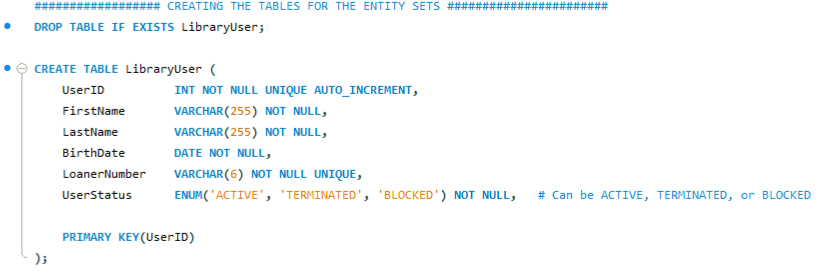 ################## CREATING THE TABLES FOR THE ENTITY SETS #######################
DROP TABLE IF EXISTS LibraryUser;
CREATE TABLE LibraryUser (
UserID INT NOT NULL UNIQUE AUTO_INCREMENT,
FirstName VARCHAR(255) NOT NULL,
LastName VARCHAR(255) NOT NULL,
BirthDate DATE NOT NULL,
LoanerNumber VARCHAR(6) NOT NULL UNIQUE,
UserStatus ENUM('ACTIVE', 'TERMINATED', 'BLOCKED') NOT NULL, # Can be ACTIVE, TERMINATED, or BLOCKED
PRIMARY KEY(UserID)
);